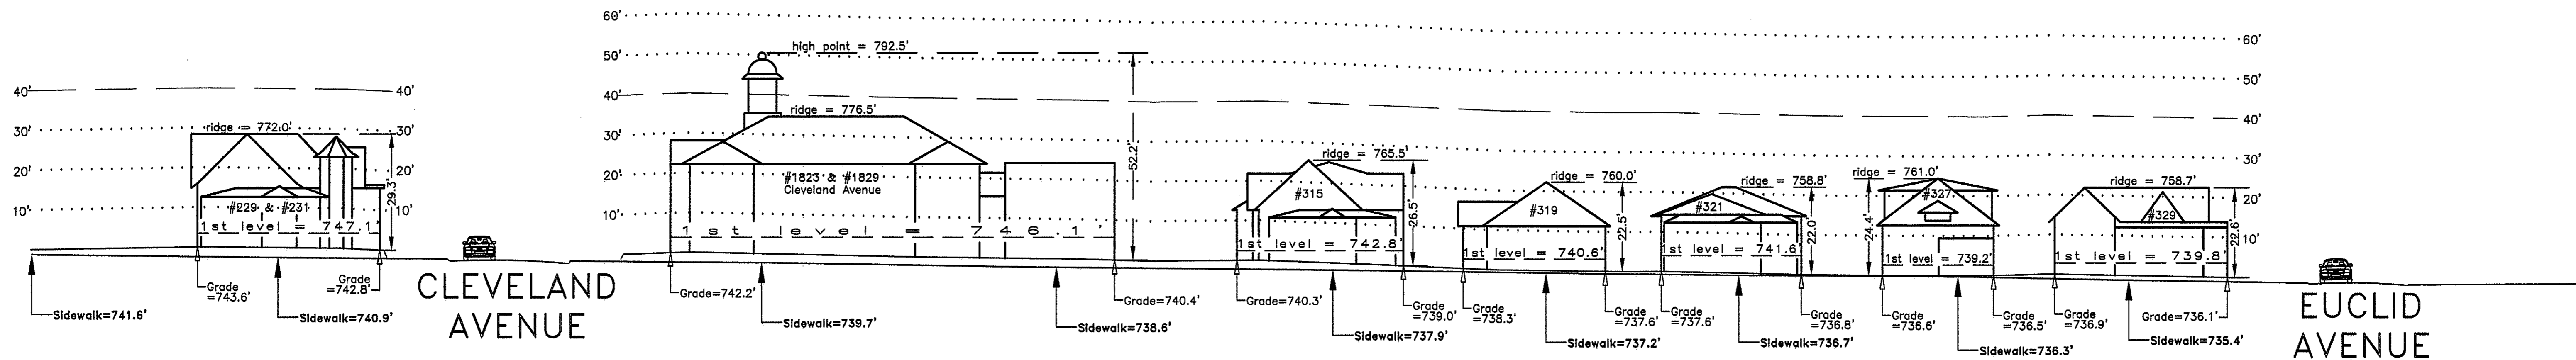 60'
50'
40'
30'
20'
10'
40'
30'
20'
10'
40'
30'
20'
10'
ridge = 772.0'
29.3'
#229 & #231
1st level = 747.1'
Grade
=743.6'
Grade
=742.8'
Sidewalk=741.6'
Sidewalk=740.9'
CLEVELAND
AVENUE
high point = 792.5'
ridge = 776.5'
52.2'
#1823 & #1829
Cleveland Avenue
1st level = 746.1'
Grade=742.2'
Sidewalk=739.7'
Sidewalk=738.6'
Grade=740.4'
ridge = 765.5'
#315
26.5'
1st level = 742.8'
Grade=740.3'
Grade
=739.0'
Sidewalk=737.9'
ridge = 760.0'
#319
22.5'
1st level = 740.6'
Grade
=738.3'
Grade
=737.6'
Sidewalk=737.2'
ridge = 758.8'
#321
22.0'
1st level = 741.6'
Grade
=737.6'
Grade
=736.8'
Sidewalk=736.7'
ridge = 761.0'
#327
24.4'
1st level = 739.2'
Grade
=736.6'
Grade
=736.5'
Sidewalk=736.3'
ridge = 758.7'
#329
22.6'
1st level = 739.8'
Grade
=736.9'
Grade=736.1'
Sidewalk=735.4'
60'
50'
40'
30'
20'
10'
EUCLID
AVENUE